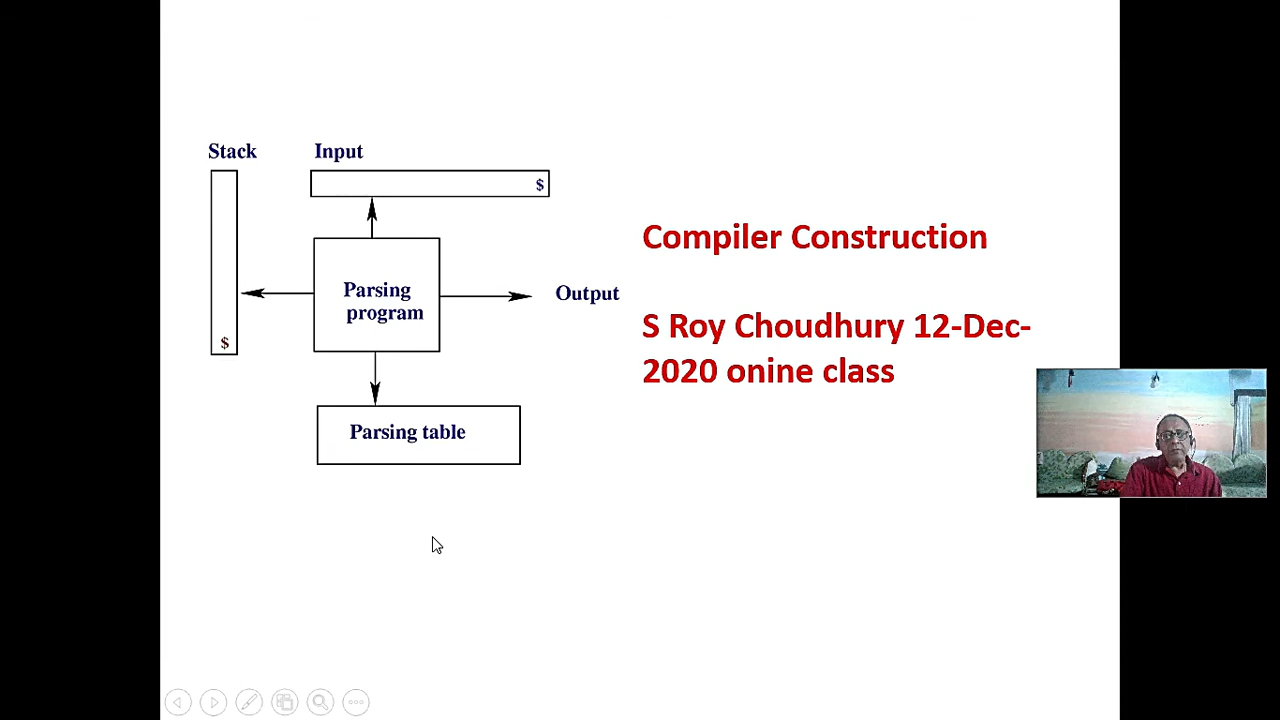 Stack
Input
$
Parsing
program
Output
$
Parsing table
Compiler Construction
S Roy Choudhury 12-Dec-
2020 onine class